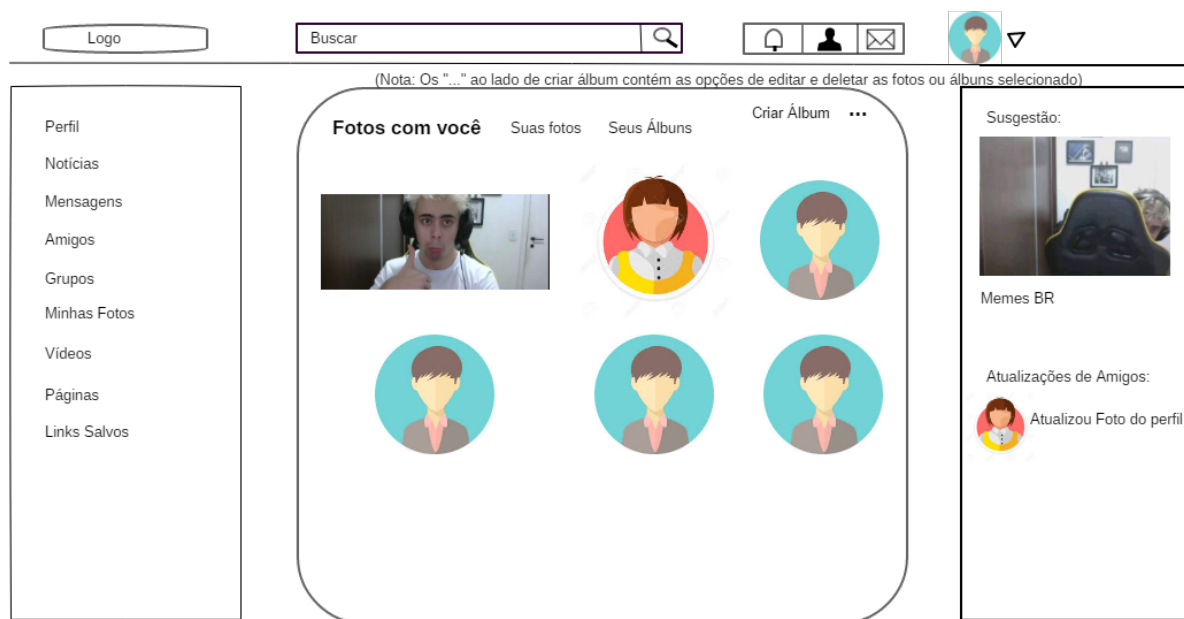 Logo
Buscar
(Nota: Os "..." ao lado de criar álbum contém as opções de editar e deletar as fotos ou álbuns selecionado)
Perfil
Notícias
Mensagens
Amigos
Grupos
Minhas Fotos
Vídeos
Páginas
Links Salvos
Fotos com você
Suas fotos
Seus Álbuns
Criar Álbum
...
Susgestão:
Memes BR
Atualizações de Amigos:
Atualizou Foto do perfil